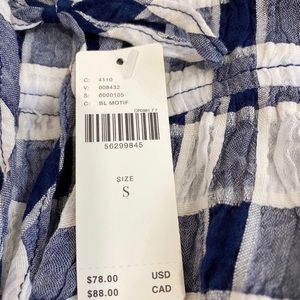 C: 4110
V: 008432
S: 0000105
C: BL MOTIF
56299845
SIZE
S
$78.00 USD
$88.00 CAD